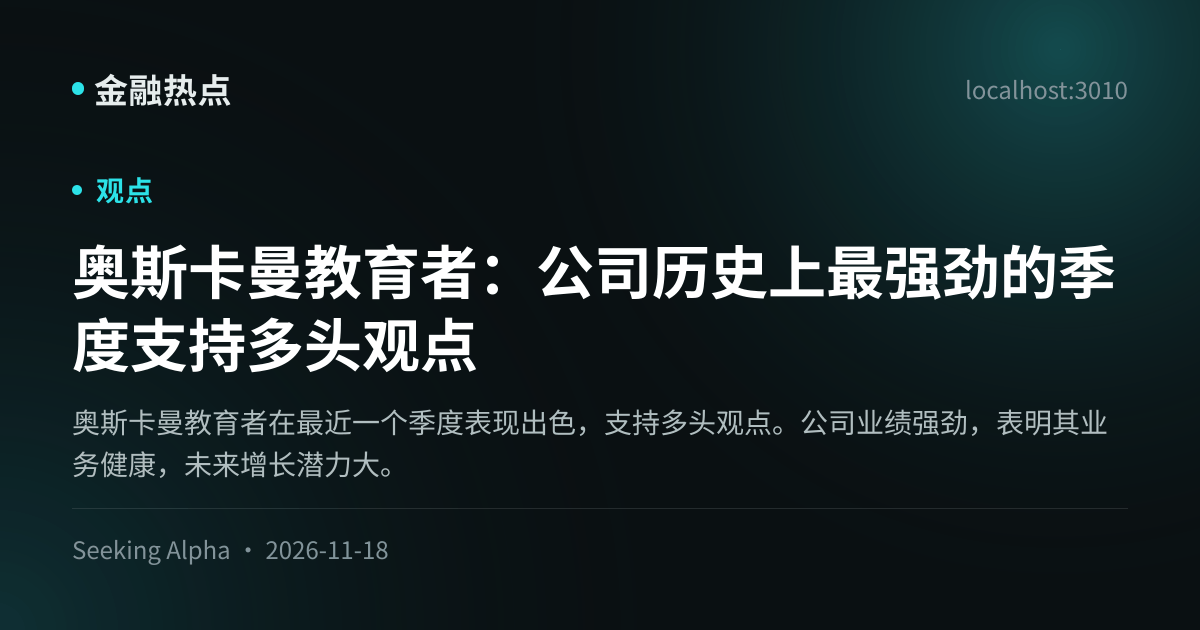 金融热点
localhost:3010
观点
奥斯卡曼教育者：公司历史上最强劲的季
度支持多头观点
奥斯卡曼教育者在最近一个季度表现出色，支持多头观点。公司业绩强劲，表明其业
务健康，未来增长潜力大。
Seeking Alpha • 2026-11-18